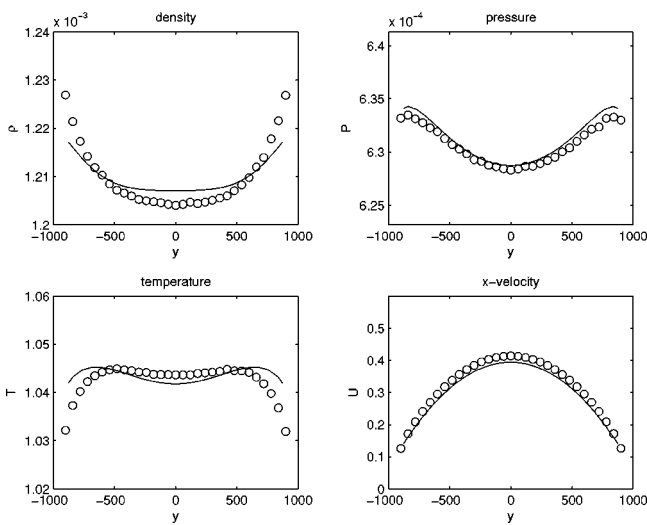 density
x 10⁻³
1.24
1.23
1.22
1.21
1.2
ρ
−1000 −500 0 500 1000
y
pressure
x 10⁻⁴
6.4
6.35
6.3
6.25
P
−1000 −500 0 500 1000
y
temperature
1.06
1.05
1.04
1.03
1.02
T
−1000 −500 0 500 1000
y
x−velocity
0.5
0.4
0.3
0.2
0.1
0
U
−1000 −500 0 500 1000
y